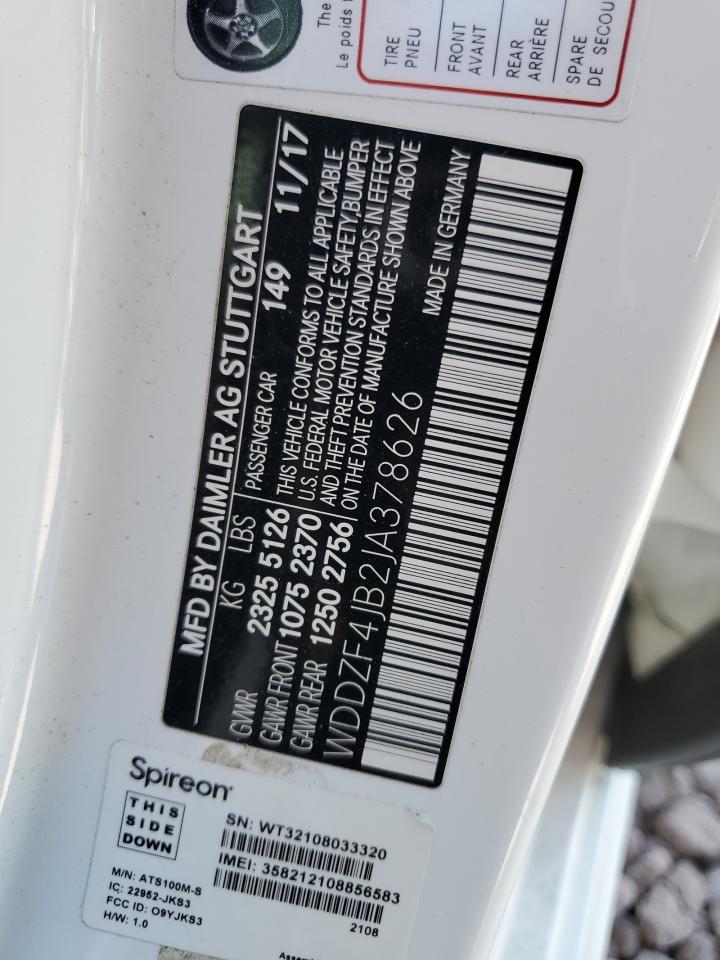 The
Le poids t
TIRE
PNEU
FRONT
AVANT
REAR
ARRIÈRE
SPARE
DE SECOU
MFD BY DAIMLER AG STUTTGART
KG LBS PASSENGER CAR 149 11/17
GVWR 2325 5126 THIS VEHICLE CONFORMS TO ALL APPLICABLE
GAWR FRONT 1075 2370 U.S. FEDERAL MOTOR VEHICLE SAFETY,BUMPER
GAWR REAR 1250 2756 AND THEFT PREVENTION STANDARDS IN EFFECT
ON THE DATE OF MANUFACTURE SHOWN ABOVE
WDDZF4JB2JA378626 MADE IN GERMANY
Spireon
THIS
SIDE
DOWN
SN: WT32108033320
IMEI: 358212108856583
2108
M/N: ATS100M-S
IC: 22952-JKS3
FCC ID: O9YJKS3
H/W: 1.0